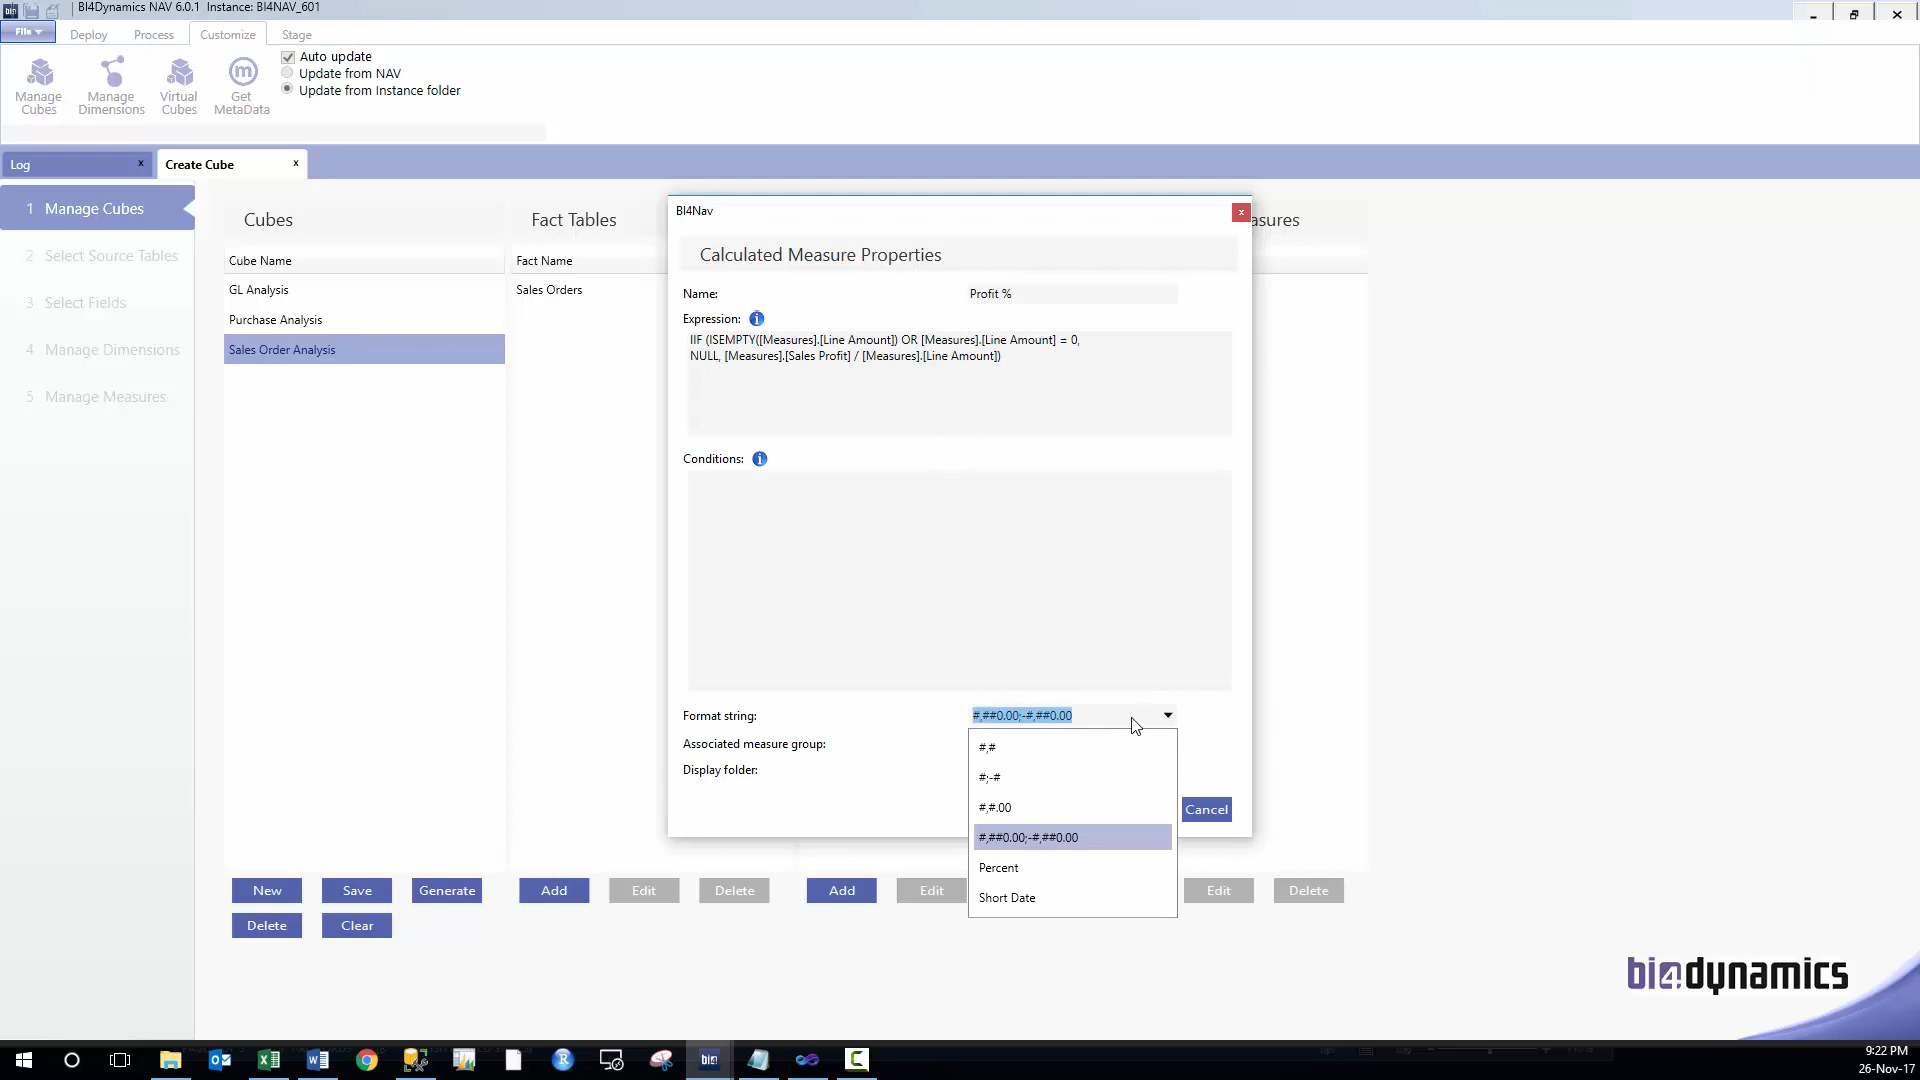 BI4Dynamics NAV 6.0.1 Instance: BI4NAV_601
File
Deploy
Process
Customize
Stage
Manage Cubes
Manage Dimensions
Virtual Cubes
Get MetaData
Auto update
Update from NAV
Update from Instance folder
Log x
Create Cube x
1 Manage Cubes
2 Select Source Tables
3 Select Fields
4 Manage Dimensions
5 Manage Measures
Cubes
Cube Name
GL Analysis
Purchase Analysis
Sales Order Analysis
Fact Tables
Fact Name
Sales Orders
asures
BI4Nav
x
Calculated Measure Properties
Name: Profit %
Expression: i
IIF (ISEMPTY([Measures].[Line Amount]) OR [Measures].[Line Amount] = 0,
NULL, [Measures].[Sales Profit] / [Measures].[Line Amount])
Conditions: i
Format string: #,##0.00;-#,##0.00
Associated measure group:
Display folder:
#,#
#;-#
#,#.00
#,##0.00;-#,##0.00
Percent
Short Date
Cancel
New Save Generate Add Edit Delete Add Edit Edit Delete
Delete Clear
bi4dynamics
9:22 PM
26-Nov-17